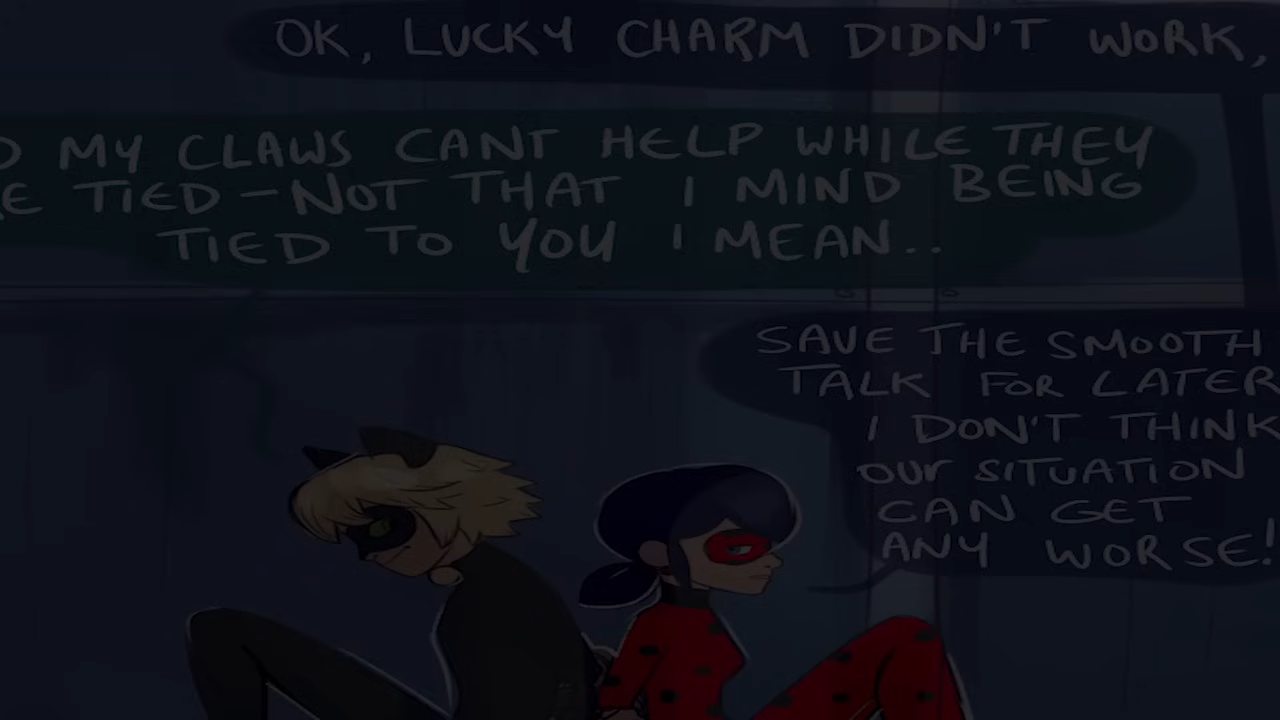 OK, LUCKY CHARM DIDN'T WORK,
MY CLAWS CANT HELP WHILE THEY
TIED-NOT THAT I MIND BEING
TIED TO YOU I MEAN..
SAVE THE SMOOTH
TALK FOR LATER
I DON'T THINK
OUr SITUATION
CAN GET
ANY WORSE!